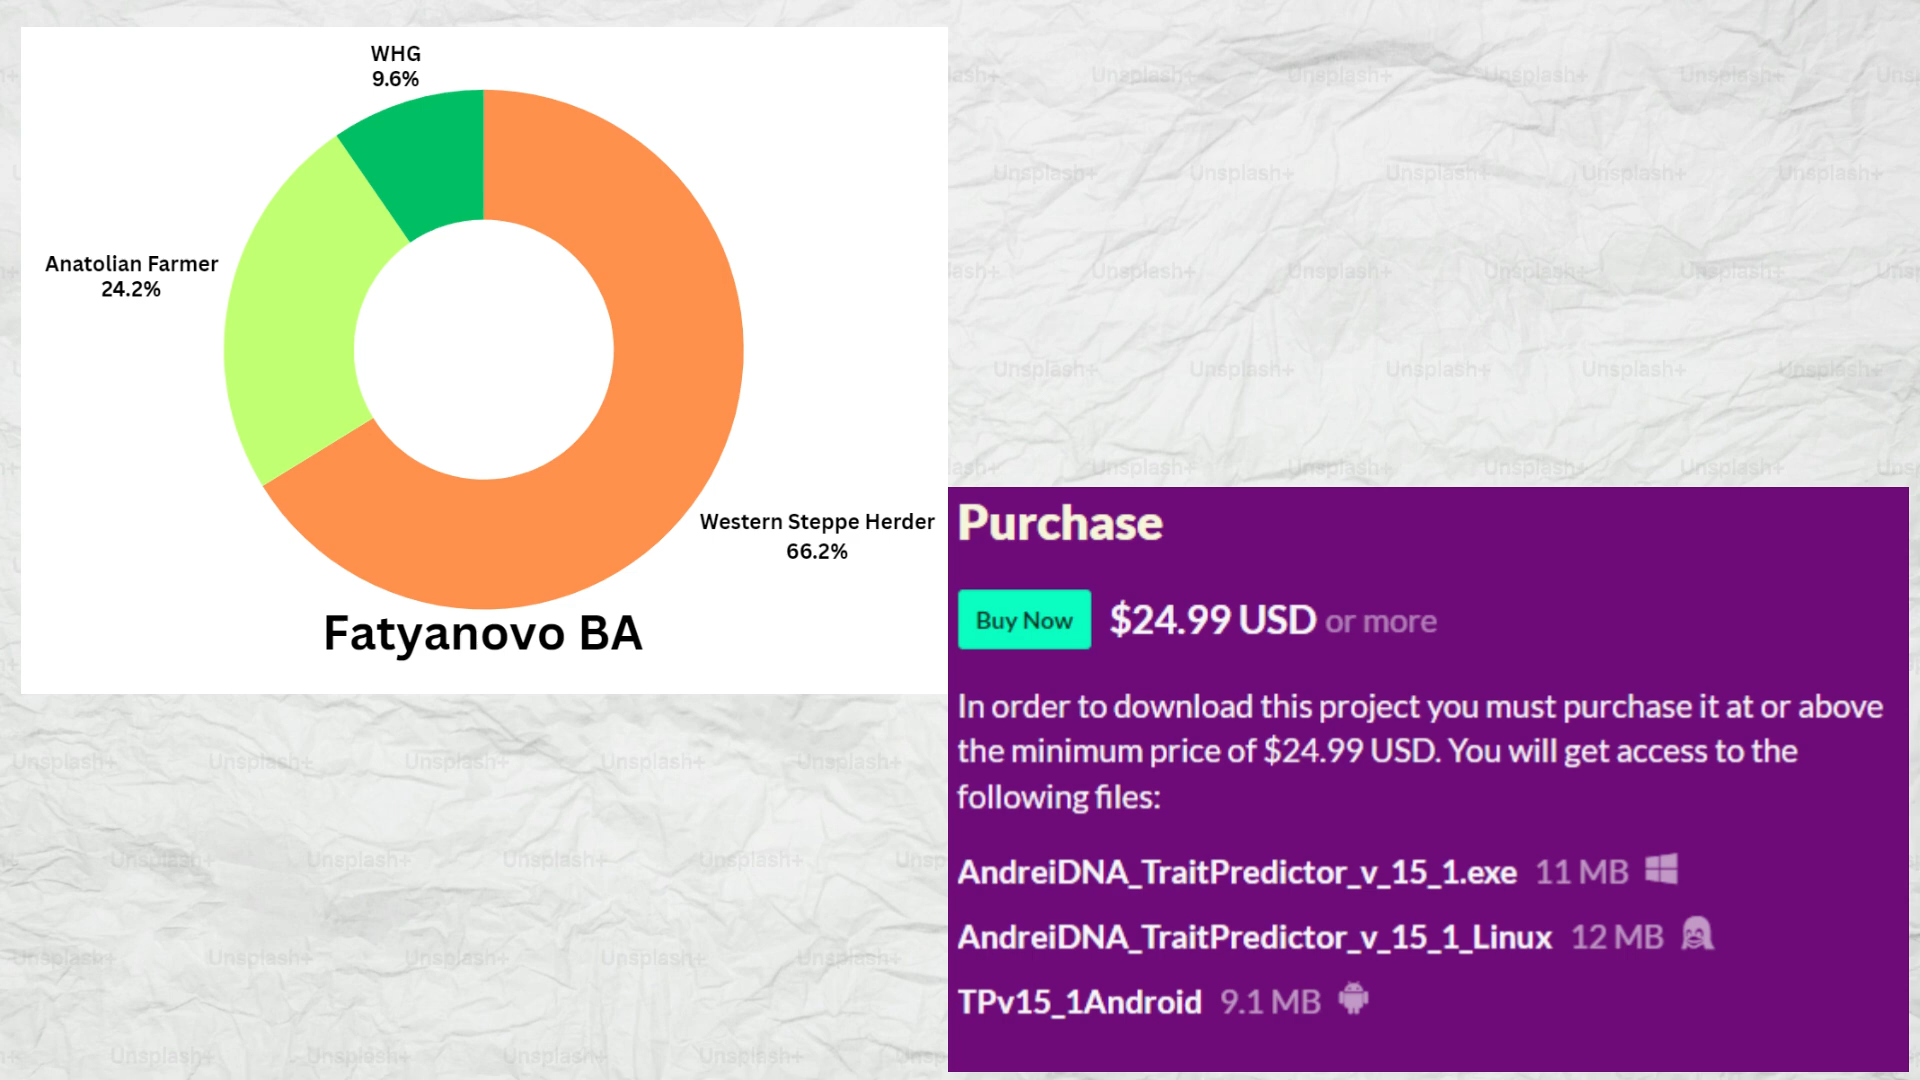 WHG
9.6%
Anatolian Farmer
24.2%
Western Steppe Herder
66.2%
Fatyanovo BA
Purchase
Buy Now $24.99 USD or more
In order to download this project you must purchase it at or above
the minimum price of $24.99 USD. You will get access to the
following files:
AndreiDNA_TraitPredictor_v_15_1.exe 11 MB
AndreiDNA_TraitPredictor_v_15_1_Linux 12 MB
TPv15_1Android 9.1 MB
Unsplash+